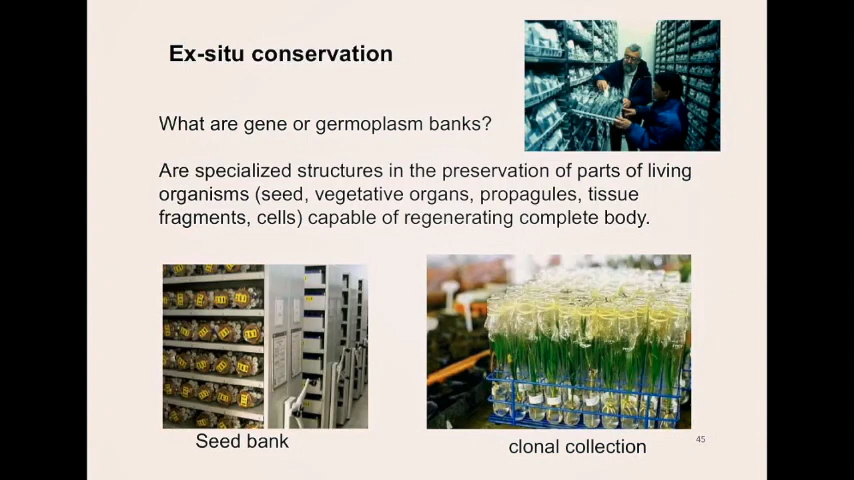 Ex-situ conservation
What are gene or germoplasm banks?
Are specialized structures in the preservation of parts of living
organisms (seed, vegetative organs, propagules, tissue
fragments, cells) capable of regenerating complete body.
Seed bank
clonal collection
45